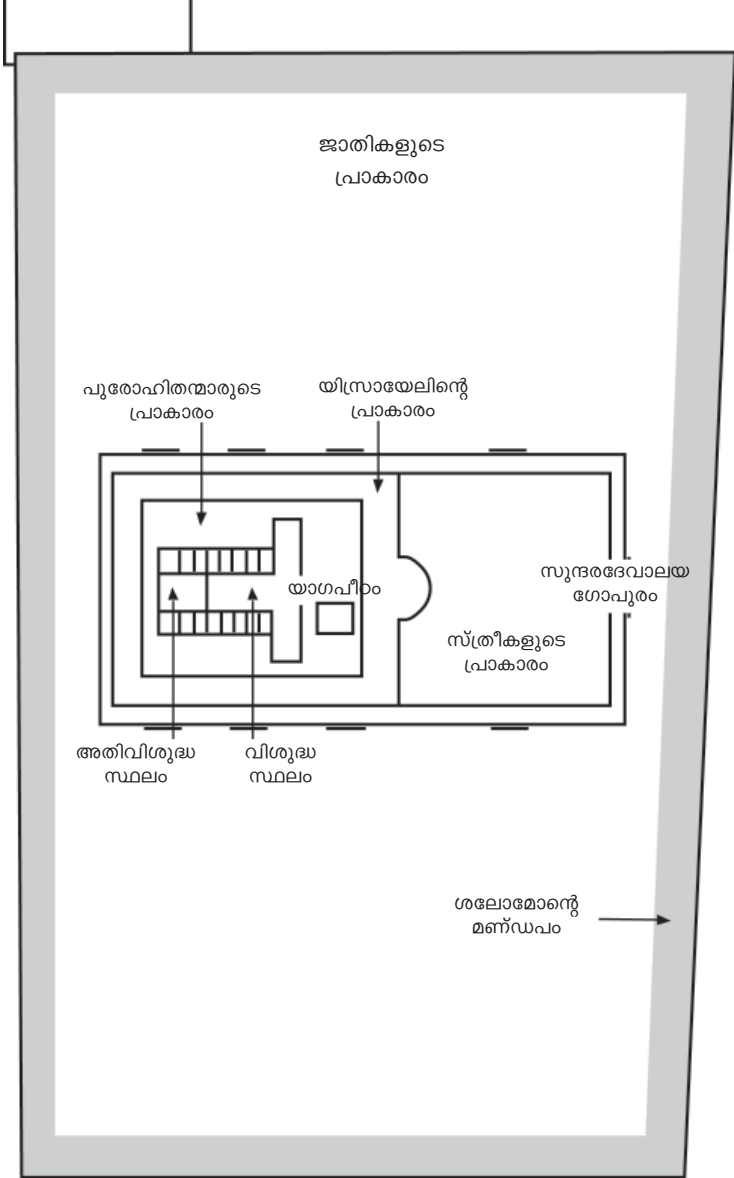 ജാതികളുടെ
പ്രാകാരം
പുരോഹിതന്മാരുടെ
പ്രാകാരം
യിസ്രായേലിന്റെ
പ്രാകാരം
യാഗപീഠം
സുന്ദരദേവാലയ
ഗോപുരം
സ്ത്രീകളുടെ
പ്രാകാരം
അതിവിശുദ്ധ
സ്ഥലം
വിശുദ്ധ
സ്ഥലം
ശലോമോന്റെ
മണ്ഡപം